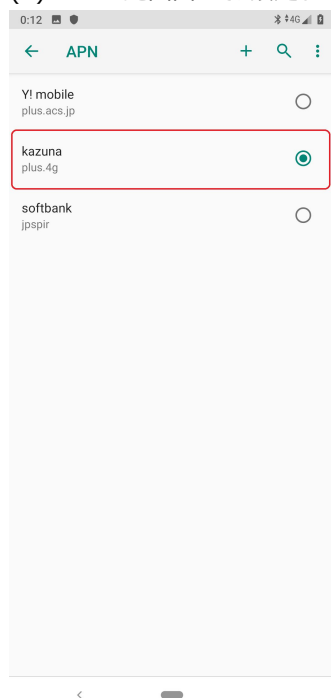 0:12
4G
APN
Y! mobile
plus.acs.jp
kazuna
plus.4g
softbank
jpspir